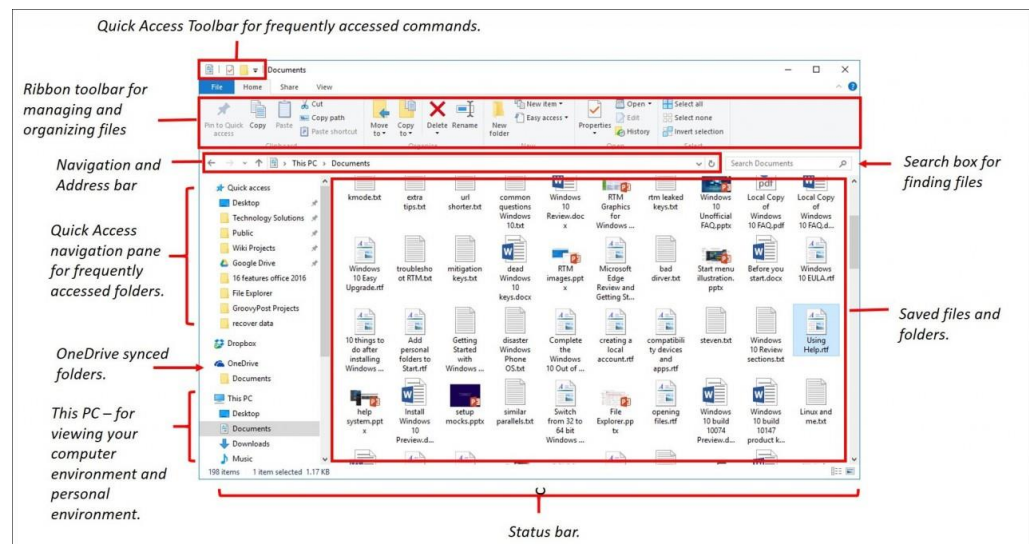 Quick Access Toolbar for frequently accessed commands.
Ribbon toolbar for
managing and
organizing files
Navigation and
Address bar
Quick Access
navigation pane
for frequently
accessed folders.
OneDrive synced
folders.
This PC – for
viewing your
computer
environment and
personal
environment.
Documents
File Home Share View
Pin to Quick
access
Copy
Paste
Cut
Copy path
Paste shortcut
Clipboard
Move
to
Copy
to
Delete
Rename
Organize
New
folder
New item
Easy access
New
Properties
Open
Edit
History
Open
Select all
Select none
Invert selection
Select
This PC > Documents
Search Documents
Quick access
Desktop
Technology Solutions
Public
Wiki Projects
Google Drive
16 features office 2016
File Explorer
GroovyPost Projects
recover data
Dropbox
OneDrive
Documents
This PC
Desktop
Documents
Downloads
Music
kmode.txt
extra
tips.txt
url
shorter.txt
common
questions
Windows
10.txt
Windows
10
Review.doc
x
RTM
Graphics
for
Windows ...
rtm leaked
keys.txt
Windows
10
Unofficial
FAQ.pptx
pdf
Local Copy
of
Windows
10 FAQ.pdf
Local Copy
of
Windows
10 FAQ.d...
Windows
10 Easy
Upgrade.rtf
troublesho
ot RTM.txt
mitigation
keys.txt
dead
Windows
10
keys.docx
RTM
images.ppt
x
Microsoft
Edge
Review and
Getting St...
bad
dirver.txt
Start menu
illustration.
pptx
Before you
start.docx
Windows
10 EULA.rtf
10 things to
do after
installing
Windows ...
Add
personal
folders to
Start.rtf
Getting
Started
with
Windows ...
disaster
Windows
Phone
OS.txt
Complete
the
Windows
10 Out of ...
creating a
local
account.rtf
compatibili
ty devices
and
apps.rtf
steven.txt
Windows
10 Review
sections.txt
Using
Help.rtf
help
system.ppt
x
Install
Windows
10
Preview.d...
setup
mocks.pptx
similar
parallels.txt
Switch
from 32 to
64 bit
Windows ...
File
Explorer.pp
tx
opening
files.rtf
Windows
10 build
10074
Preview.d...
Windows
10 build
10147
product k...
Linux and
me.txt
198 items 1 item selected 1.17 KB
Search box for
finding files
Saved files and
folders.
Status bar.